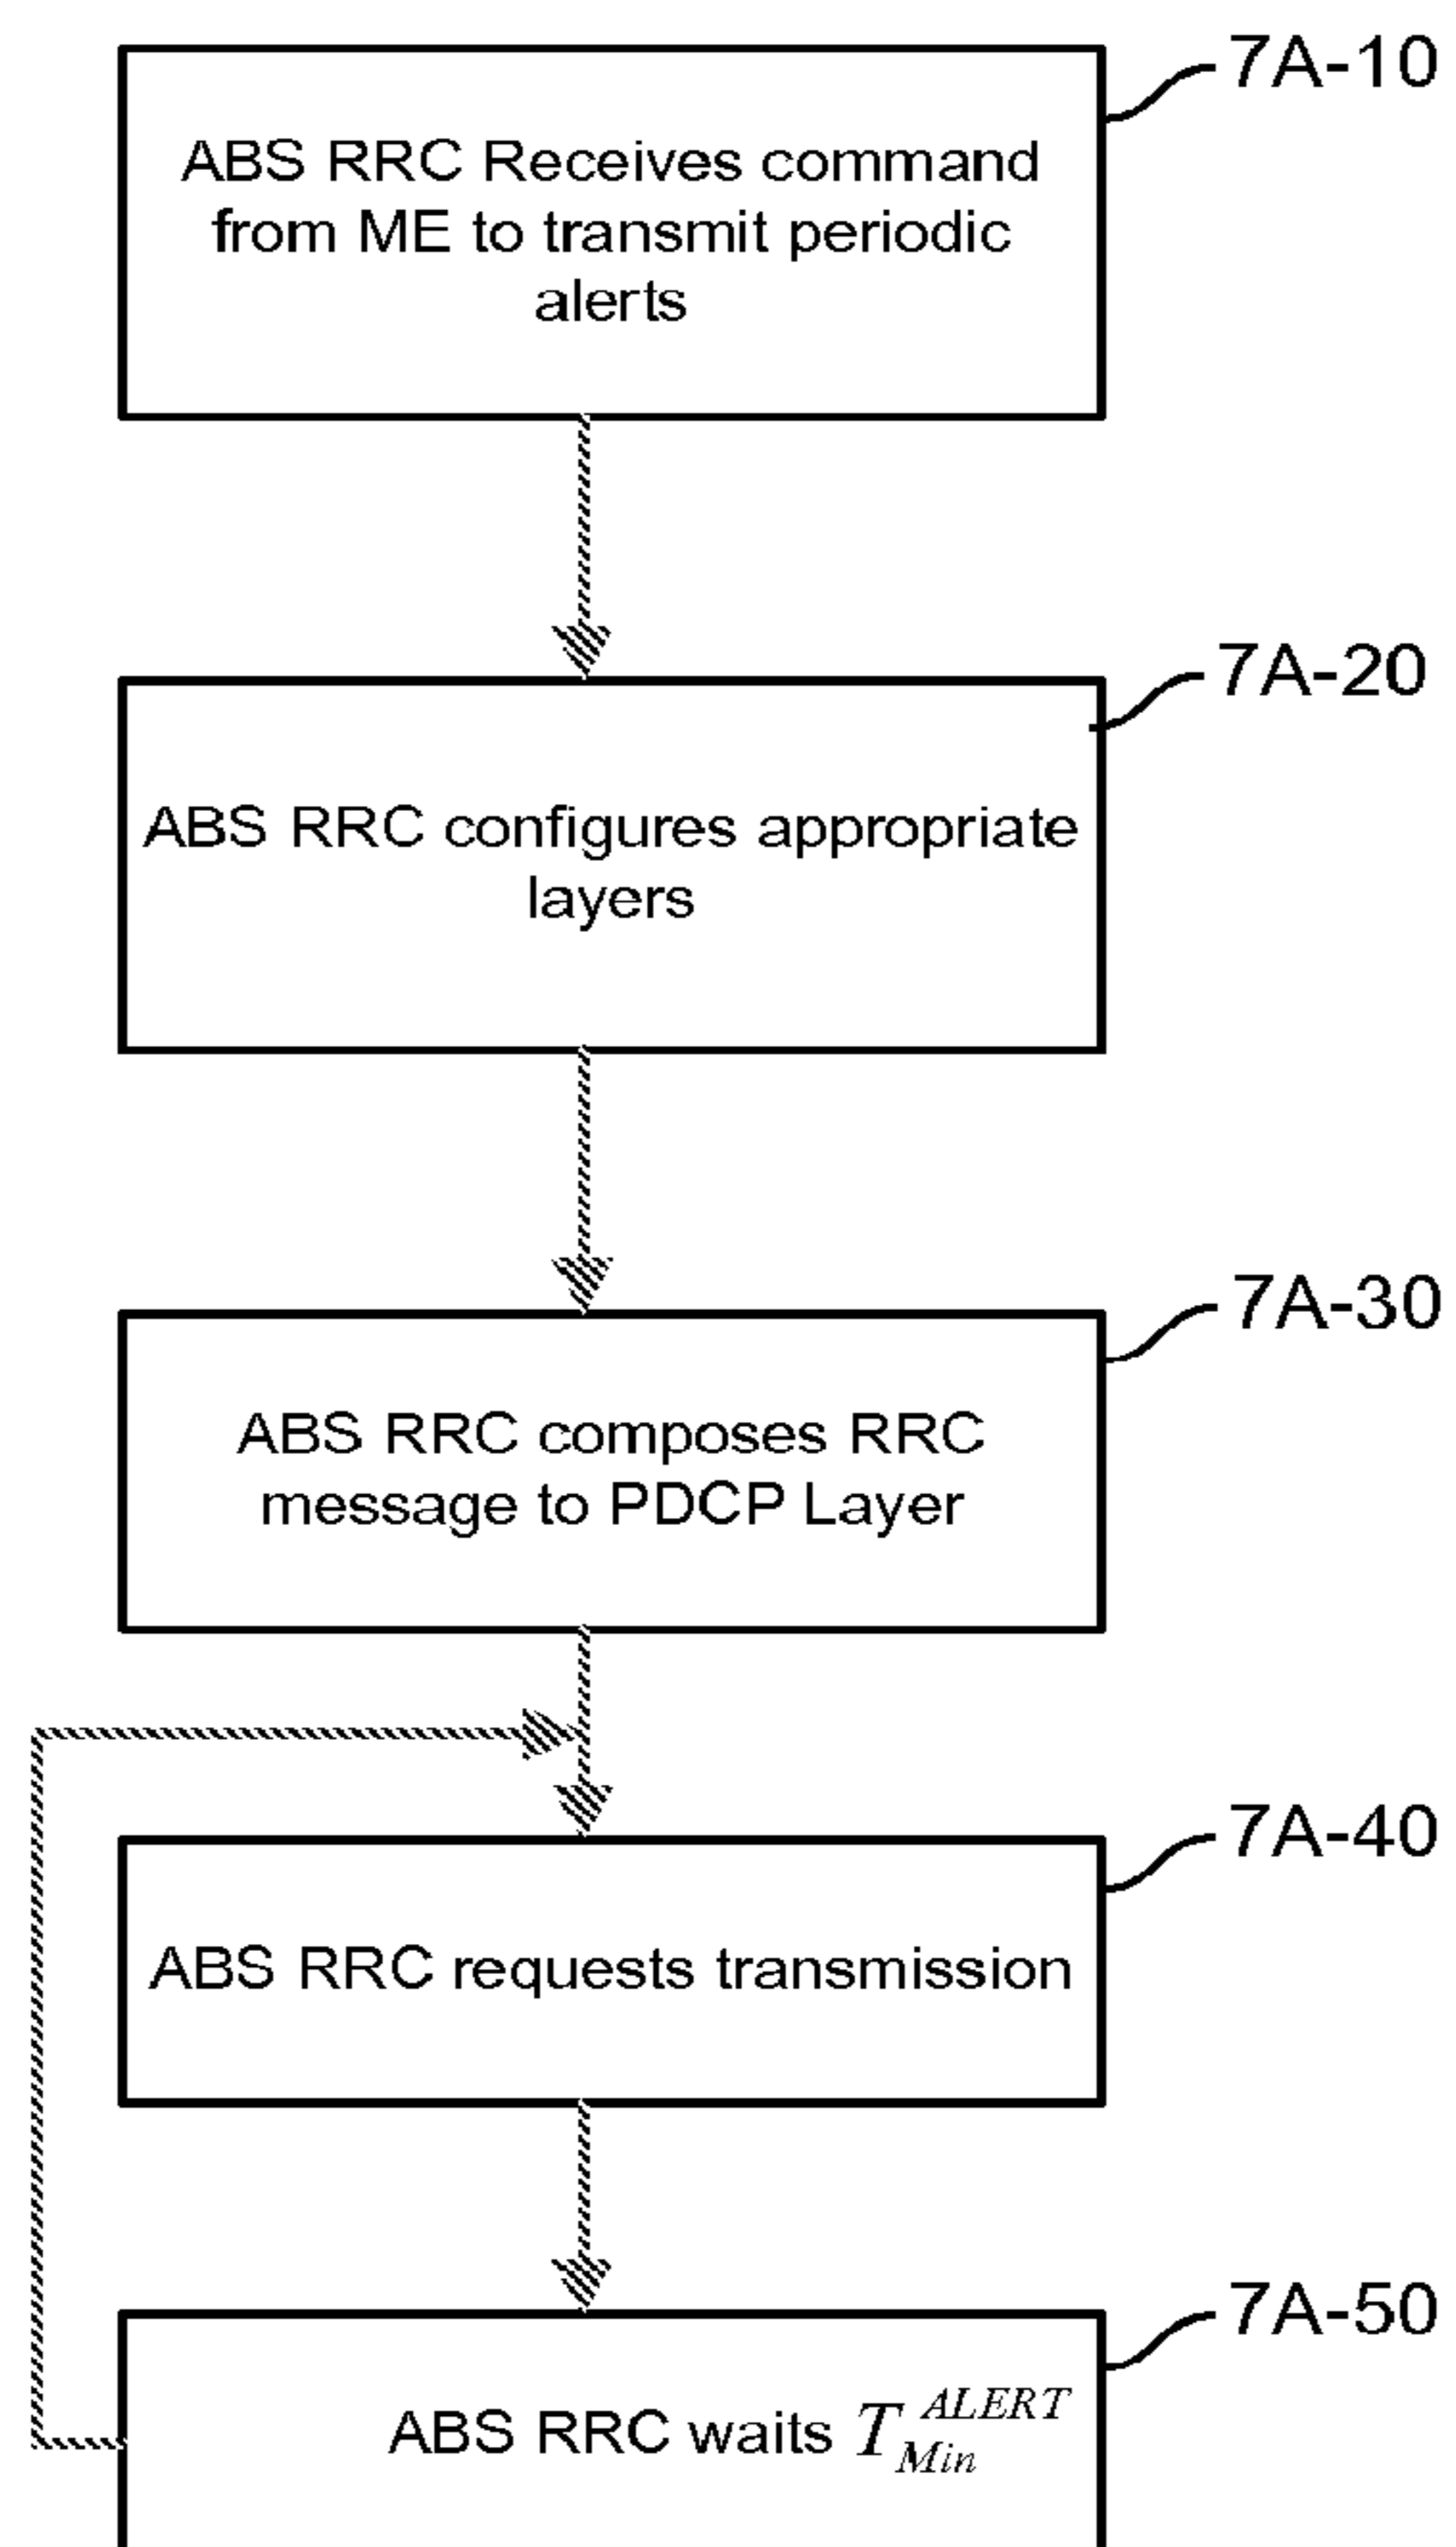 7A-10
ABS RRC Receives command
from ME to transmit periodic
alerts
7A-20
ABS RRC configures appropriate
layers
7A-30
ABS RRC composes RRC
message to PDCP Layer
7A-40
ABS RRC requests transmission
7A-50
ABS RRC waits T_{Min}^{ALERT}